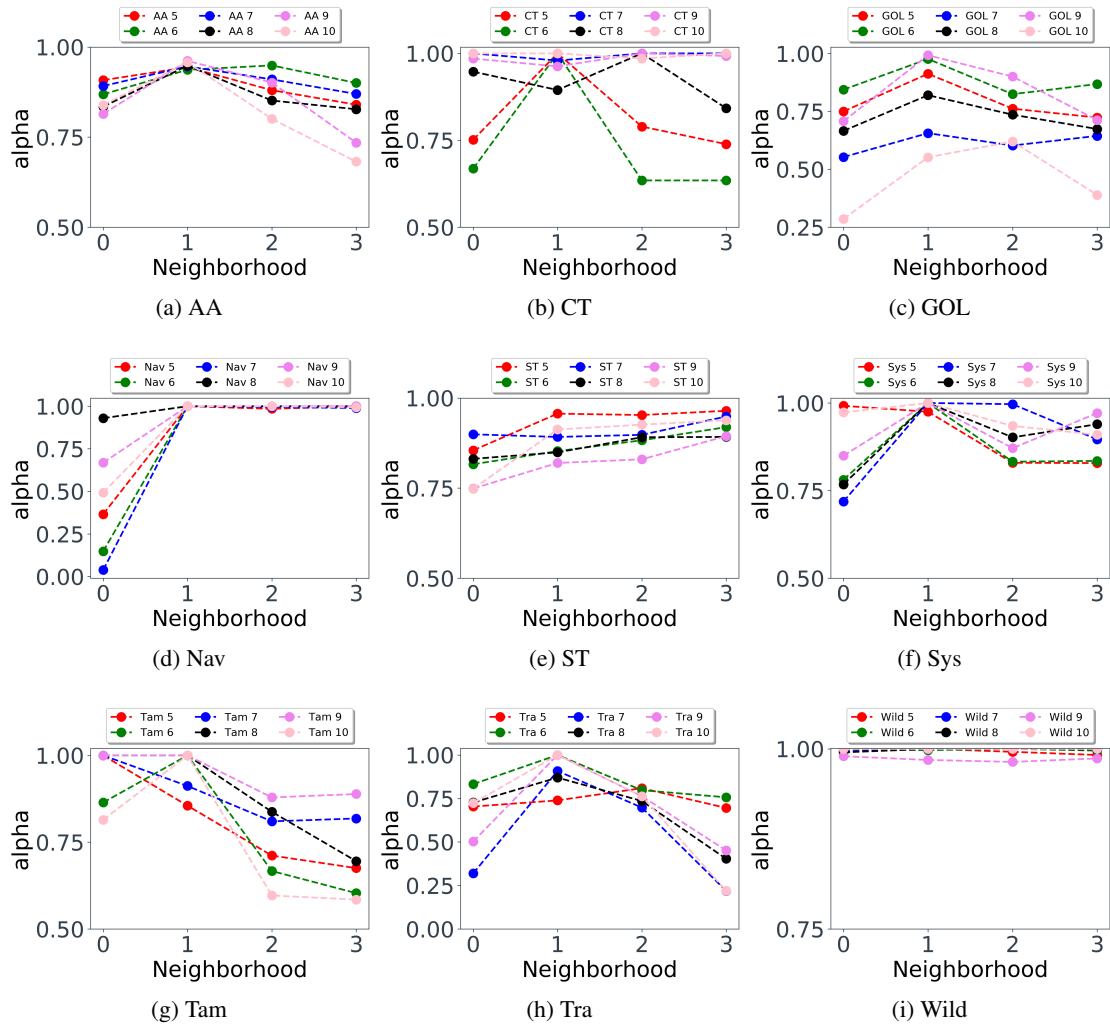 AA 5 AA 7 AA 9
AA 6 AA 8 AA 10
1.00
0.75
0.50
alpha
0 1 2 3
Neighborhood
(a) AA
CT 5 CT 7 CT 9
CT 6 CT 8 CT 10
1.00
0.75
0.50
alpha
0 1 2 3
Neighborhood
(b) CT
GOL 5 GOL 7 GOL 9
GOL 6 GOL 8 GOL 10
1.00
0.75
0.50
0.25
alpha
0 1 2 3
Neighborhood
(c) GOL
Nav 5 Nav 7 Nav 9
Nav 6 Nav 8 Nav 10
1.00
0.75
0.50
0.25
0.00
alpha
0 1 2 3
Neighborhood
(d) Nav
ST 5 ST 7 ST 9
ST 6 ST 8 ST 10
1.00
0.75
0.50
alpha
0 1 2 3
Neighborhood
(e) ST
Sys 5 Sys 7 Sys 9
Sys 6 Sys 8 Sys 10
1.00
0.75
0.50
alpha
0 1 2 3
Neighborhood
(f) Sys
Tam 5 Tam 7 Tam 9
Tam 6 Tam 8 Tam 10
1.00
0.75
0.50
alpha
0 1 2 3
Neighborhood
(g) Tam
Tra 5 Tra 7 Tra 9
Tra 6 Tra 8 Tra 10
1.00
0.75
0.50
0.25
0.00
alpha
0 1 2 3
Neighborhood
(h) Tra
Wild 5 Wild 7 Wild 9
Wild 6 Wild 8 Wild 10
1.00
0.75
alpha
0 1 2 3
Neighborhood
(i) Wild